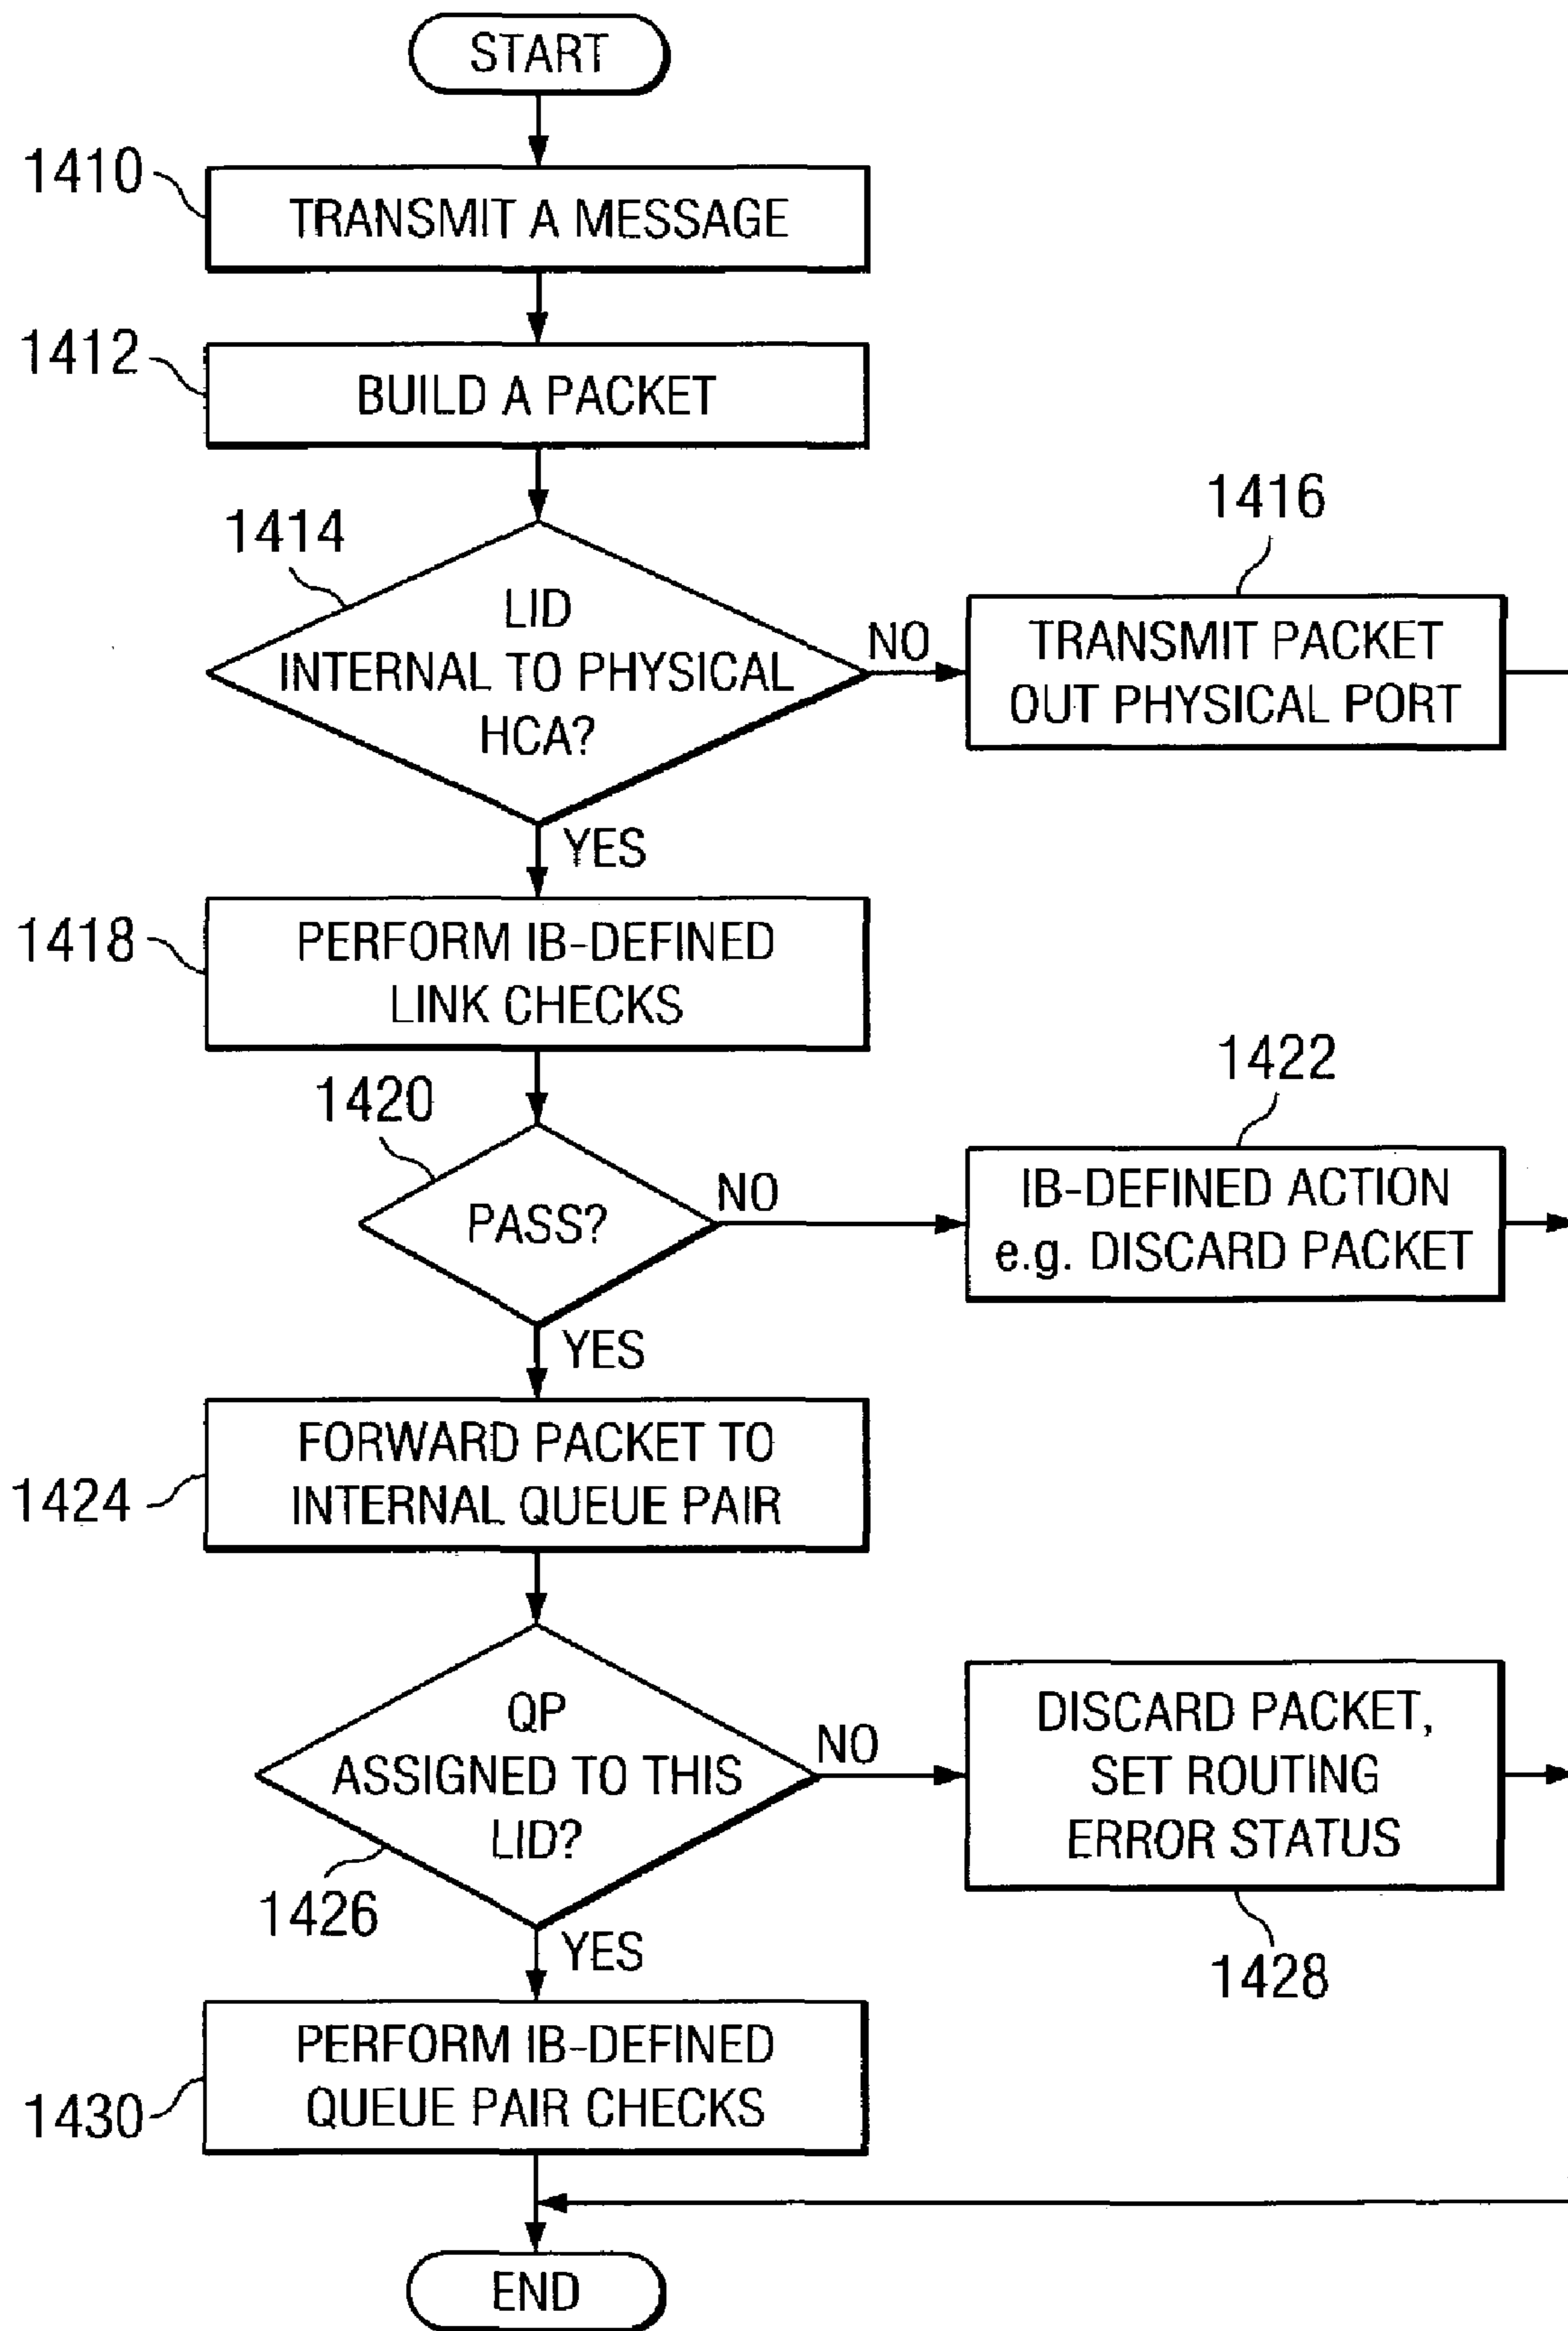 START
1410
TRANSMIT A MESSAGE
1412
BUILD A PACKET
1414
LID
INTERNAL TO PHYSICAL
HCA?
NO
1416
TRANSMIT PACKET
OUT PHYSICAL PORT
YES
1418
PERFORM IB-DEFINED
LINK CHECKS
1420
PASS?
NO
1422
IB-DEFINED ACTION
e.g. DISCARD PACKET
YES
1424
FORWARD PACKET TO
INTERNAL QUEUE PAIR
QP
ASSIGNED TO THIS
LID?
1426
NO
DISCARD PACKET,
SET ROUTING
ERROR STATUS
1428
YES
1430
PERFORM IB-DEFINED
QUEUE PAIR CHECKS
END